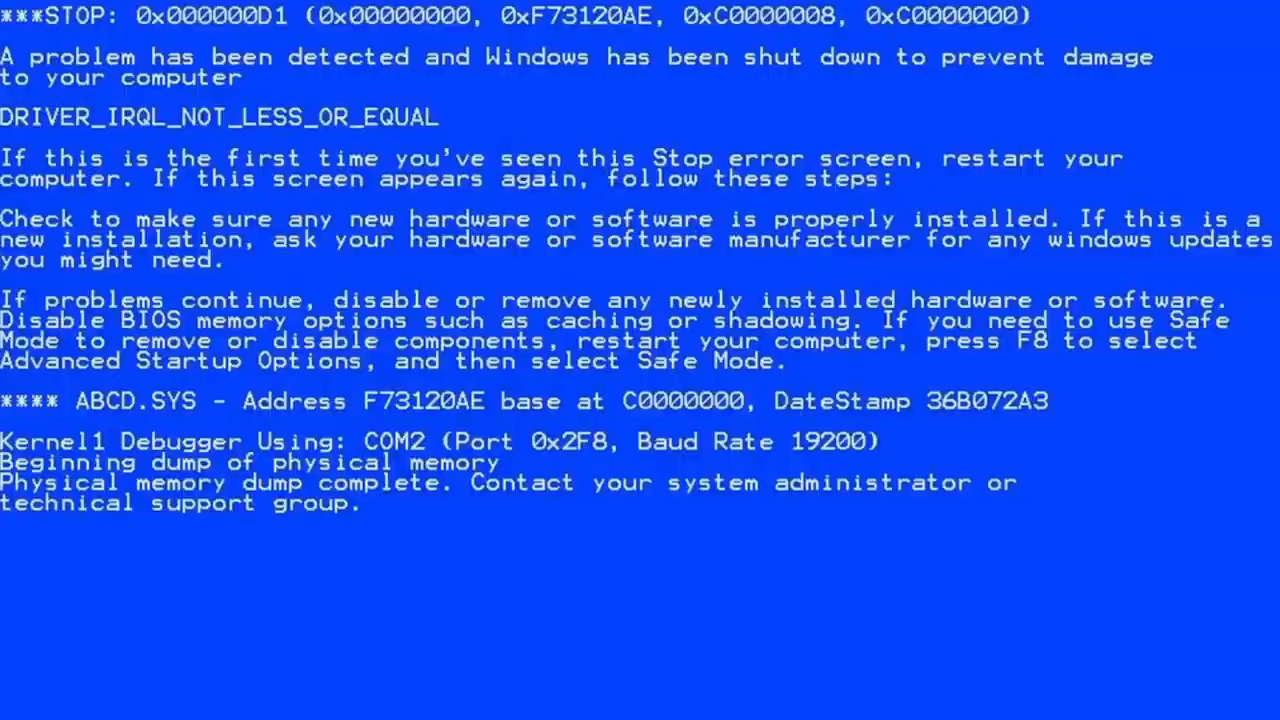 ***STOP: 0x000000D1 (0x00000000, 0xF73120AE, 0xC0000008, 0xC0000000)
A problem has been detected and Windows has been shut down to prevent damage
to your computer
DRIVER_IRQL_NOT_LESS_OR_EQUAL
If this is the first time you've seen this Stop error screen, restart your
computer. If this screen appears again, follow these steps:
Check to make sure any new hardware or software is properly installed. If this is a
new installation, ask your hardware or software manufacturer for any windows updates
you might need.
If problems continue, disable or remove any newly installed hardware or software.
Disable BIOS memory options such as caching or shadowing. If you need to use Safe
Mode to remove or disable components, restart your computer, press F8 to select
Advanced Startup Options, and then select Safe Mode.
**** ABCD.SYS - Address F73120AE base at C0000000, DateStamp 36B072A3
Kernel1 Debugger Using: COM2 (Port 0x2F8, Baud Rate 19200)
Beginning dump of physical memory
Physical memory dump complete. Contact your system administrator or
technical support group.